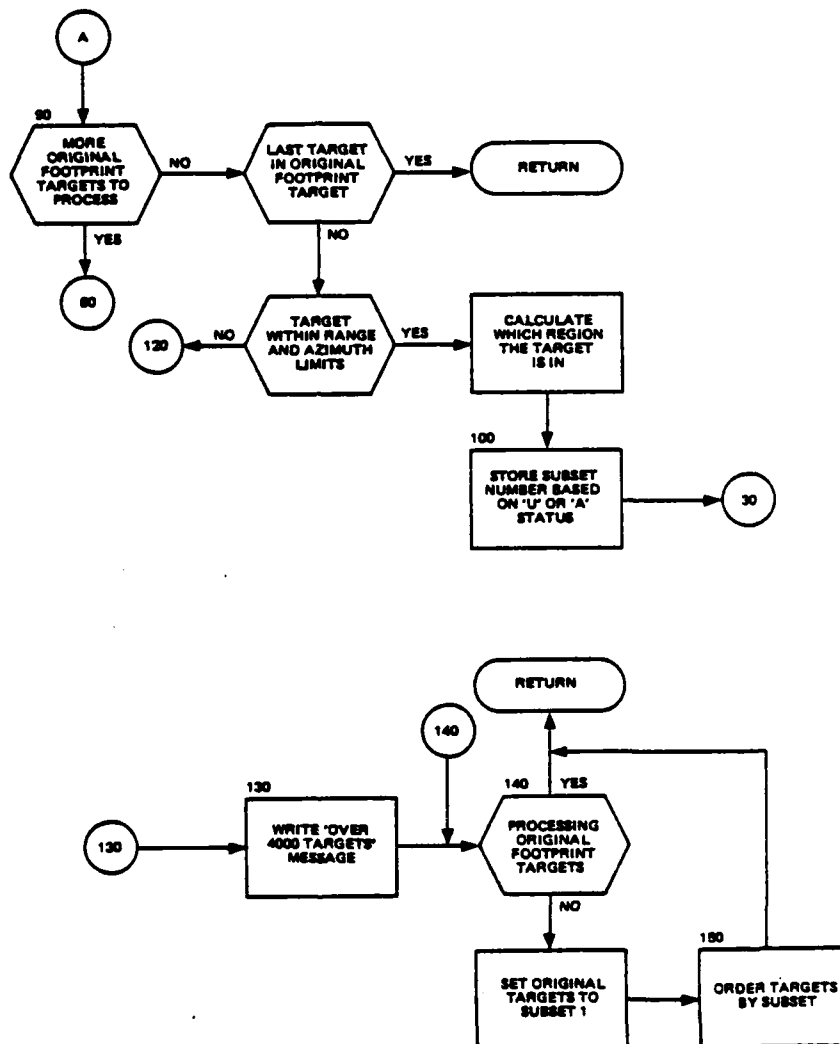 A
90
MORE
ORIGINAL
FOOTPRINT
TARGETS TO
PROCESS
NO
LAST TARGET
IN ORIGINAL
FOOTPRINT
TARGET
YES
RETURN
YES
NO
60
120
NO
TARGET
WITHIN RANGE
AND AZIMUTH
LIMITS
YES
CALCULATE
WHICH REGION
THE TARGET
IS IN
100
STORE SUBSET
NUMBER BASED
ON 'U' OR 'A'
STATUS
30
RETURN
140
130
140
YES
130
WRITE 'OVER
4000 TARGETS'
MESSAGE
PROCESSING
ORIGINAL
FOOTPRINT
TARGETS
NO
SET ORIGINAL
TARGETS TO
SUBSET 1
ORDER TARGETS
BY SUBSET